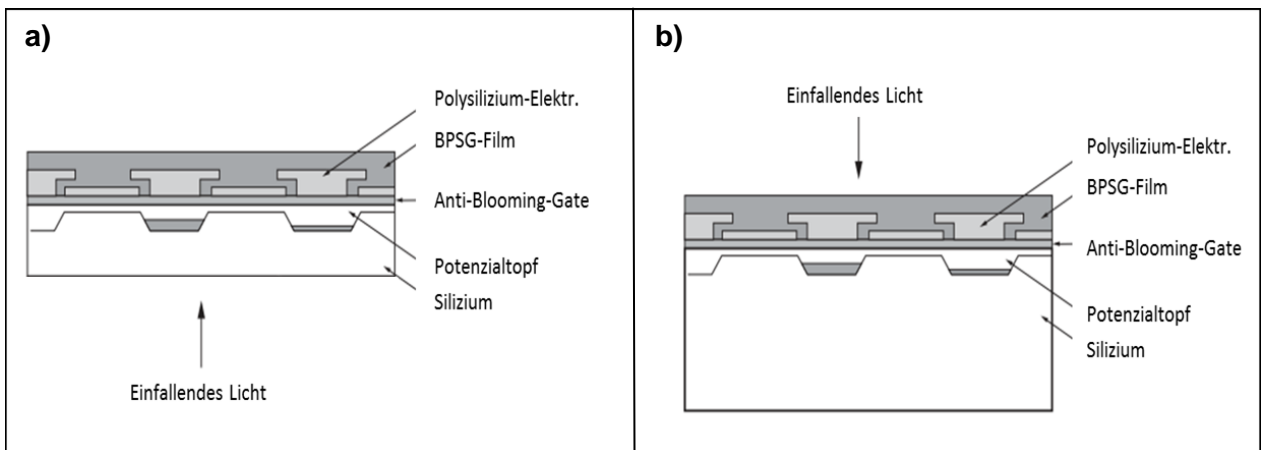 a)
Polysilizium-Elektr.
BPSG-Film
Anti-Blooming-Gate
Potenzialtopf
Silizium
Einfallendes Licht
b)
Einfallendes Licht
Polysilizium-Elektr.
BPSG-Film
Anti-Blooming-Gate
Potenzialtopf
Silizium